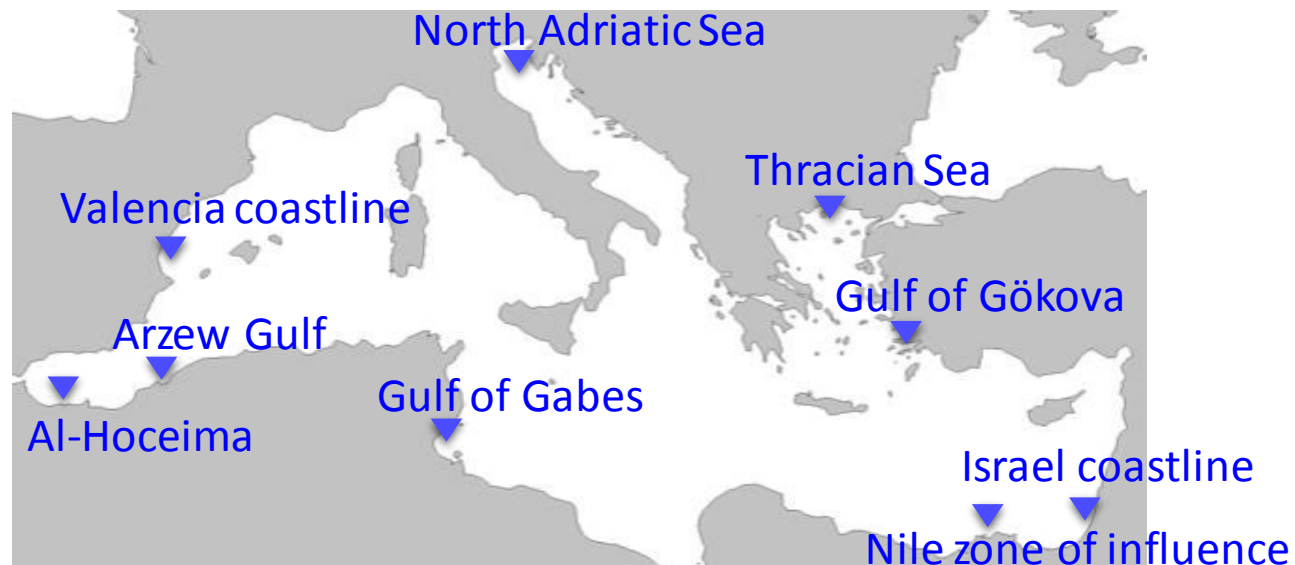 North Adriatic Sea
Thracian Sea
Valencia coastline
Gulf of Gökova
Arzew Gulf
Gulf of Gabes
Al-Hoceima
Israel coastline
Nile zone of influence